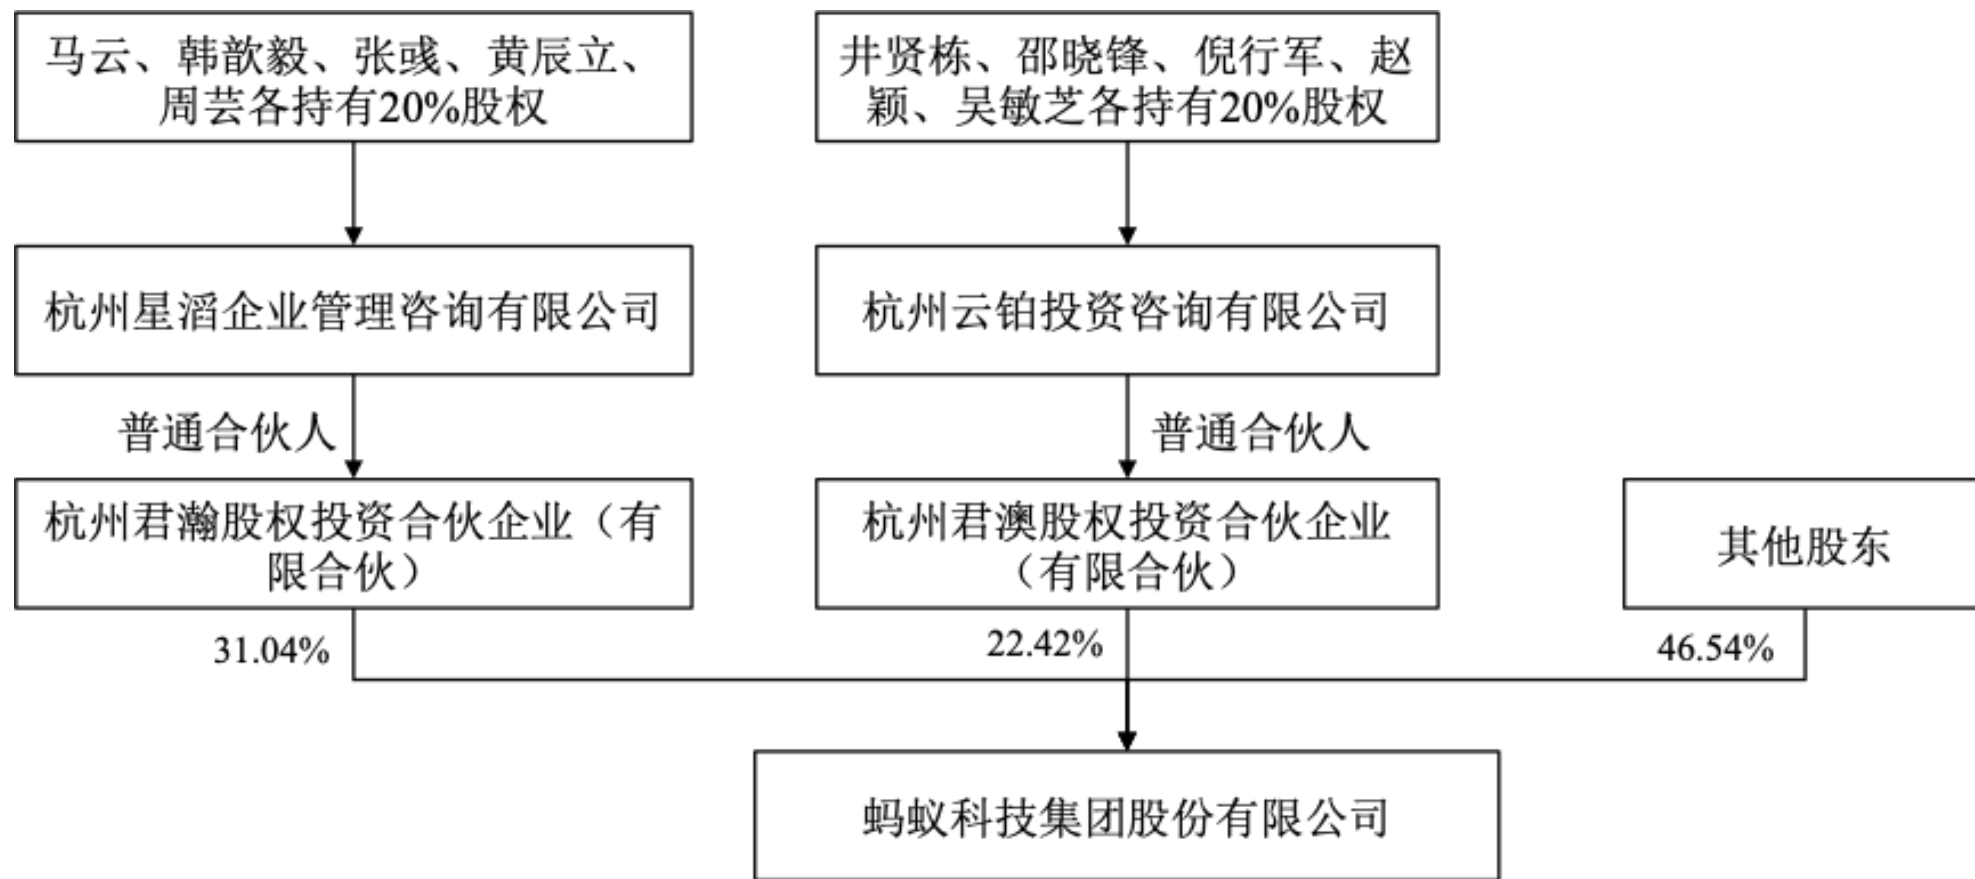 马云、韩歆毅、张彧、黄辰立、
周芸各持有20%股权
井贤栋、邵晓锋、倪行军、赵
颖、吴敏芝各持有20%股权
杭州星滔企业管理咨询有限公司
杭州云铂投资咨询有限公司
普通合伙人
普通合伙人
杭州君瀚股权投资合伙企业（有
限合伙）
杭州君澳股权投资合伙企业
（有限合伙）
其他股东
31.04%
22.42%
46.54%
蚂蚁科技集团股份有限公司